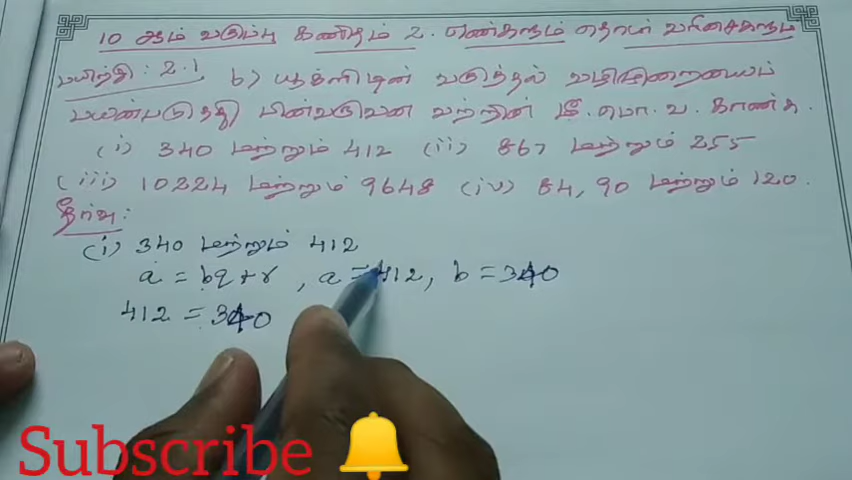 10 ஆம் வகுப்பு கணிதம் 2. எண்களும் தொடர் வரிசைகளும்
பயிற்சி : 2.1 6) யூக்ளிடின் வகுத்தல் வழிமுறையைப்
பயன்படுத்தி பின்வருவன வற்றின் மீ. பொ. வ. காண்க.
(i) 340 மற்றும் 412 (ii) 867 மற்றும் 255
(iii) 10224 மற்றும் 9648 (iv) 84, 90 மற்றும் 120.
தீர்வு:
(i) 340 மற்றும் 412
a = bq + r , a = 412, b = 340
412 = 340
Subscribe